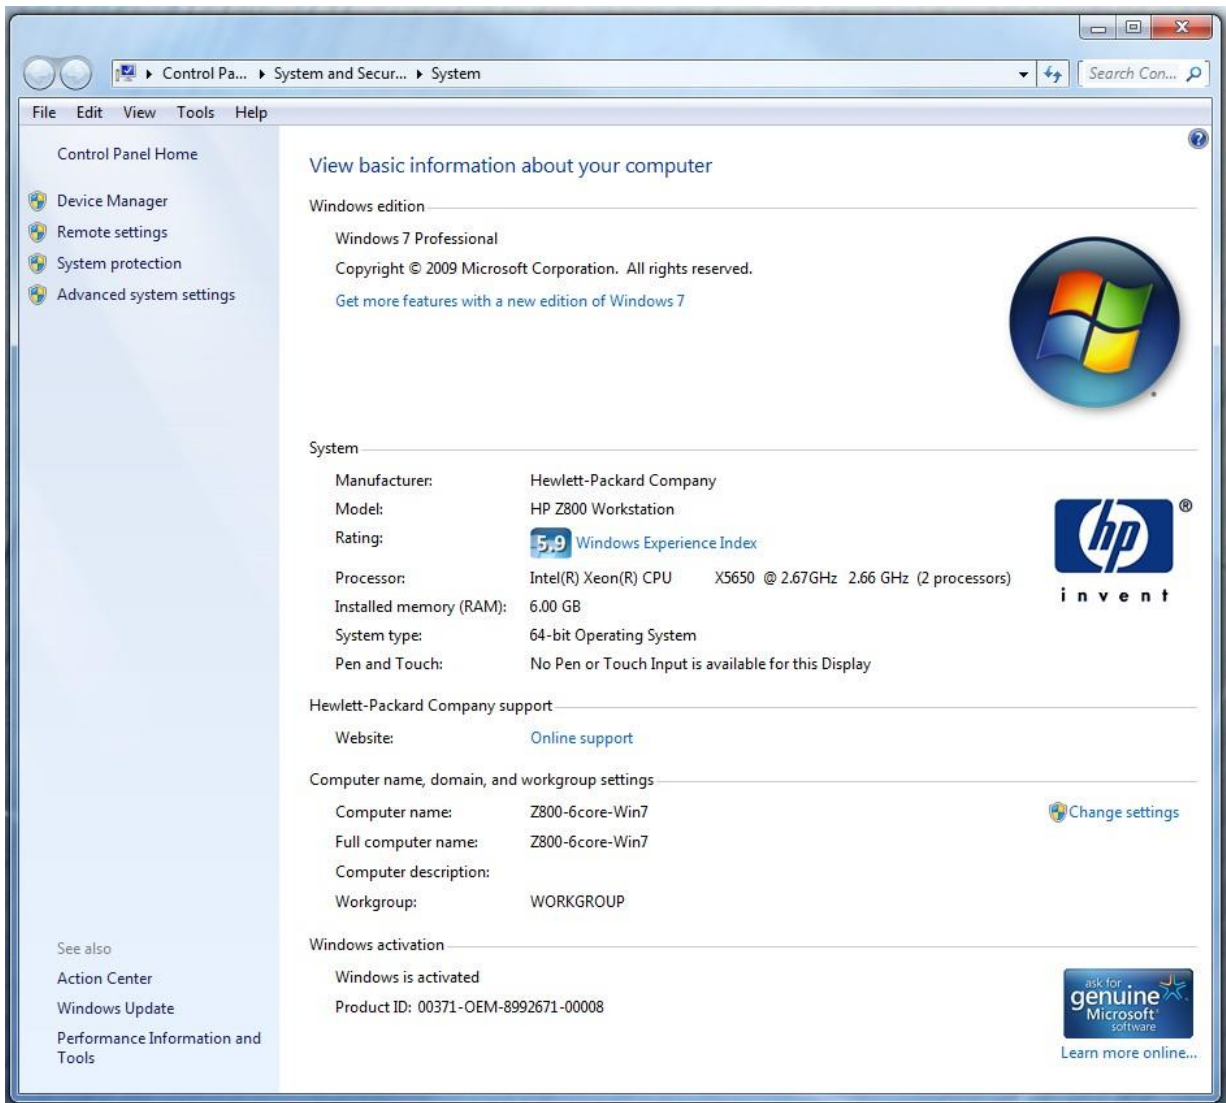 Control Pa... ▸ System and Secur... ▸ System
Search Con...
File Edit View Tools Help
Control Panel Home
Device Manager
Remote settings
System protection
Advanced system settings
See also
Action Center
Windows Update
Performance Information and
Tools
View basic information about your computer
Windows edition
Windows 7 Professional
Copyright © 2009 Microsoft Corporation. All rights reserved.
Get more features with a new edition of Windows 7
System
Manufacturer: Hewlett-Packard Company
Model: HP Z800 Workstation
Rating: 5.9 Windows Experience Index
Processor: Intel(R) Xeon(R) CPU X5650 @ 2.67GHz 2.66 GHz (2 processors)
Installed memory (RAM): 6.00 GB
System type: 64-bit Operating System
Pen and Touch: No Pen or Touch Input is available for this Display
hp ®
invent
Hewlett-Packard Company support
Website: Online support
Computer name, domain, and workgroup settings
Computer name: Z800-6core-Win7
Change settings
Full computer name: Z800-6core-Win7
Computer description:
Workgroup: WORKGROUP
Windows activation
Windows is activated
Product ID: 00371-OEM-8992671-00008
ask for
genuine
Microsoft
software
Learn more online...